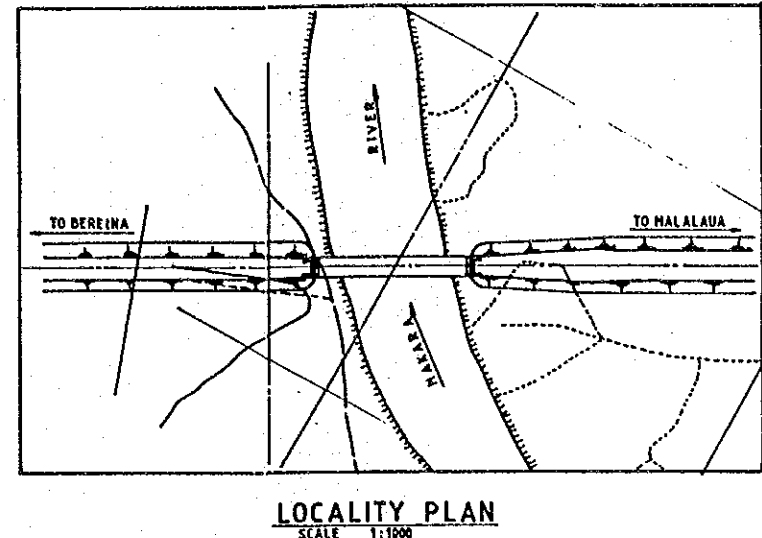 RIVER
TO BEREINA
TO MALALAUA
MAKARA
LOCALITY PLAN
SCALE 1:1000